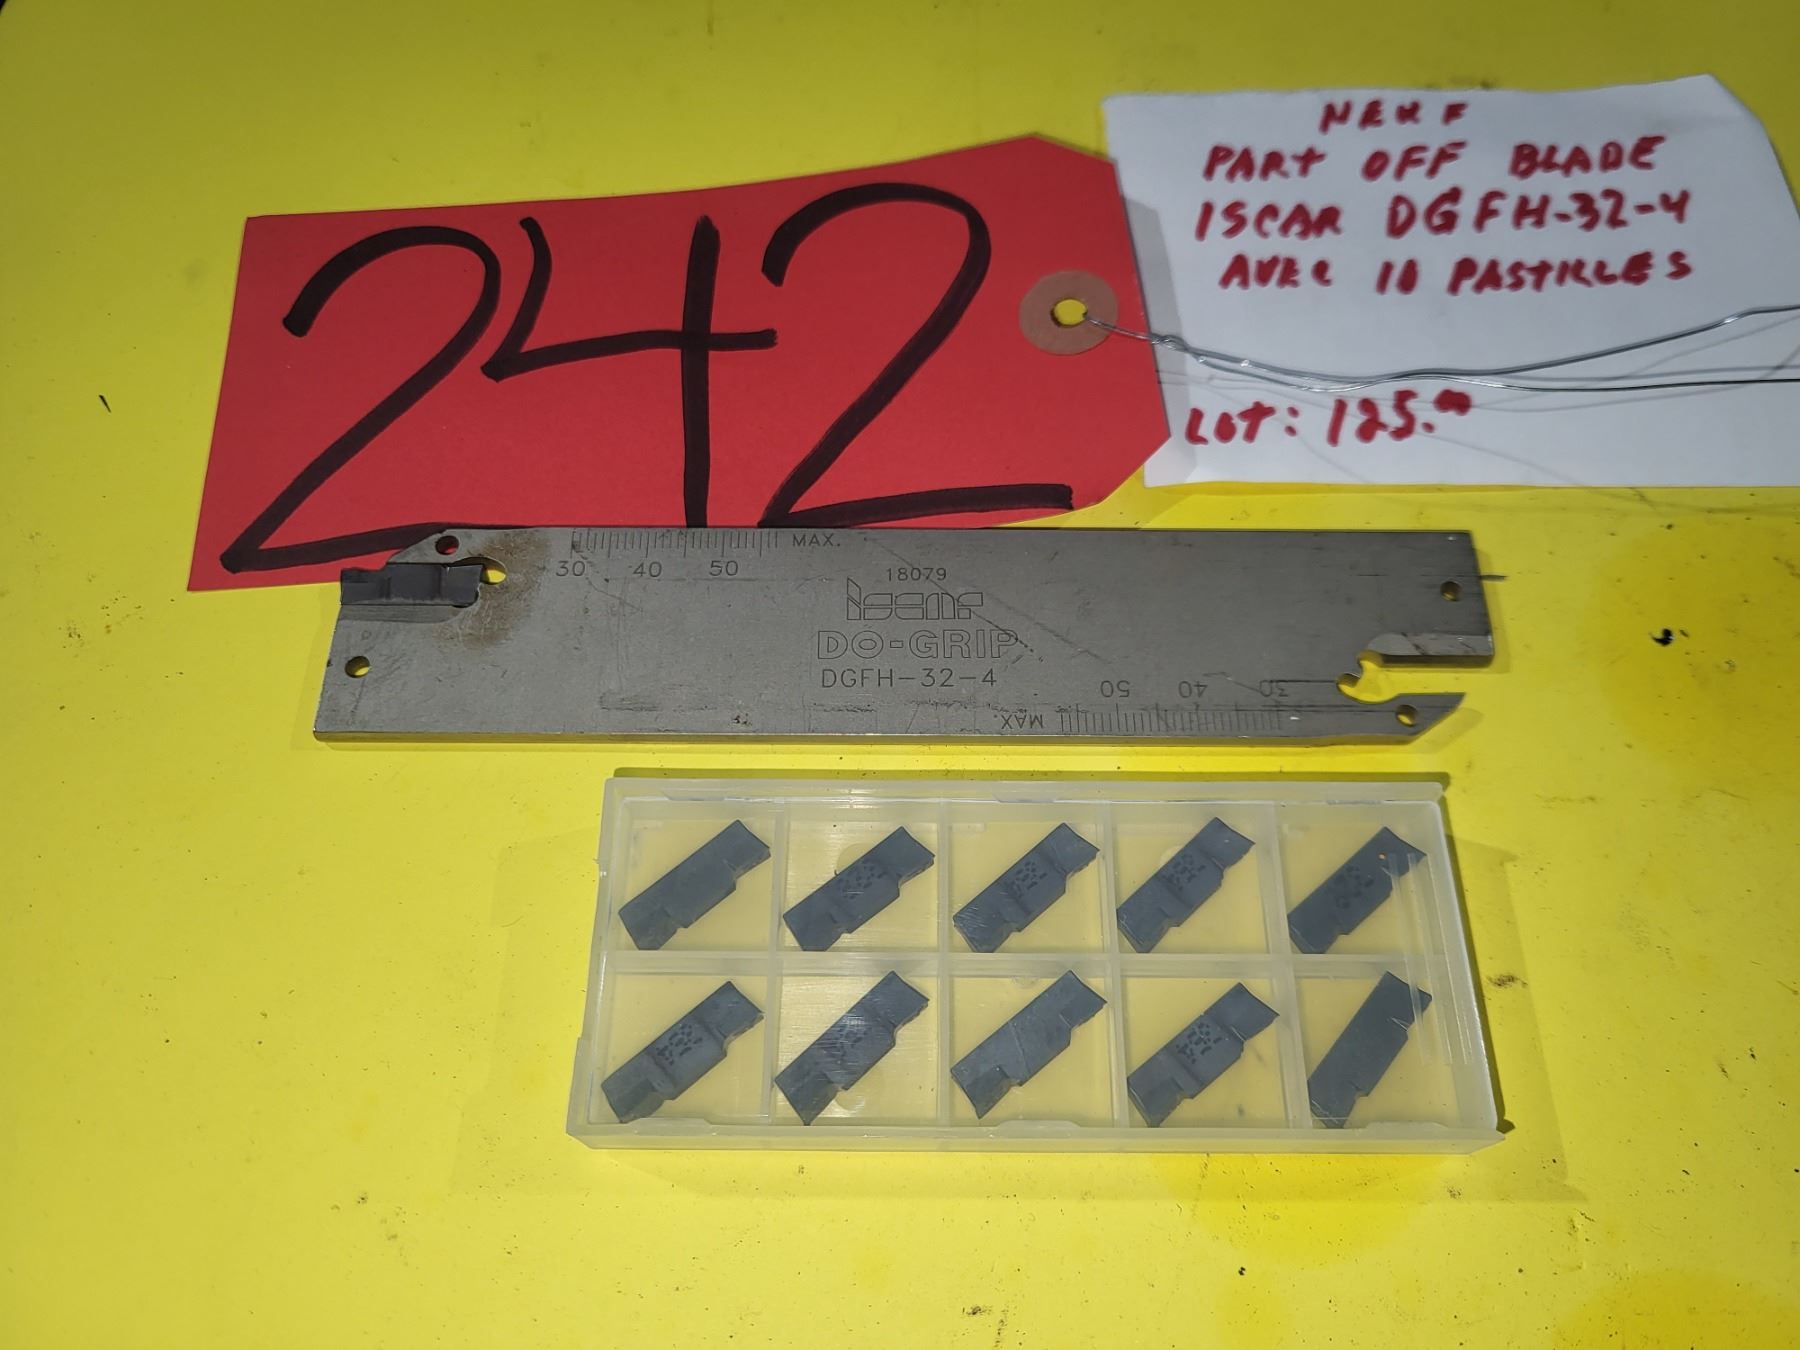 242
NEUF
PART OFF BLADE
ISCAR DGFH-32-4
AVEC 10 PASTILLES
LOT: 125.00
30 40 50 MAX.
18079
iscar
DO-GRIP
DGFH-32-4
MAX. 50 40 30